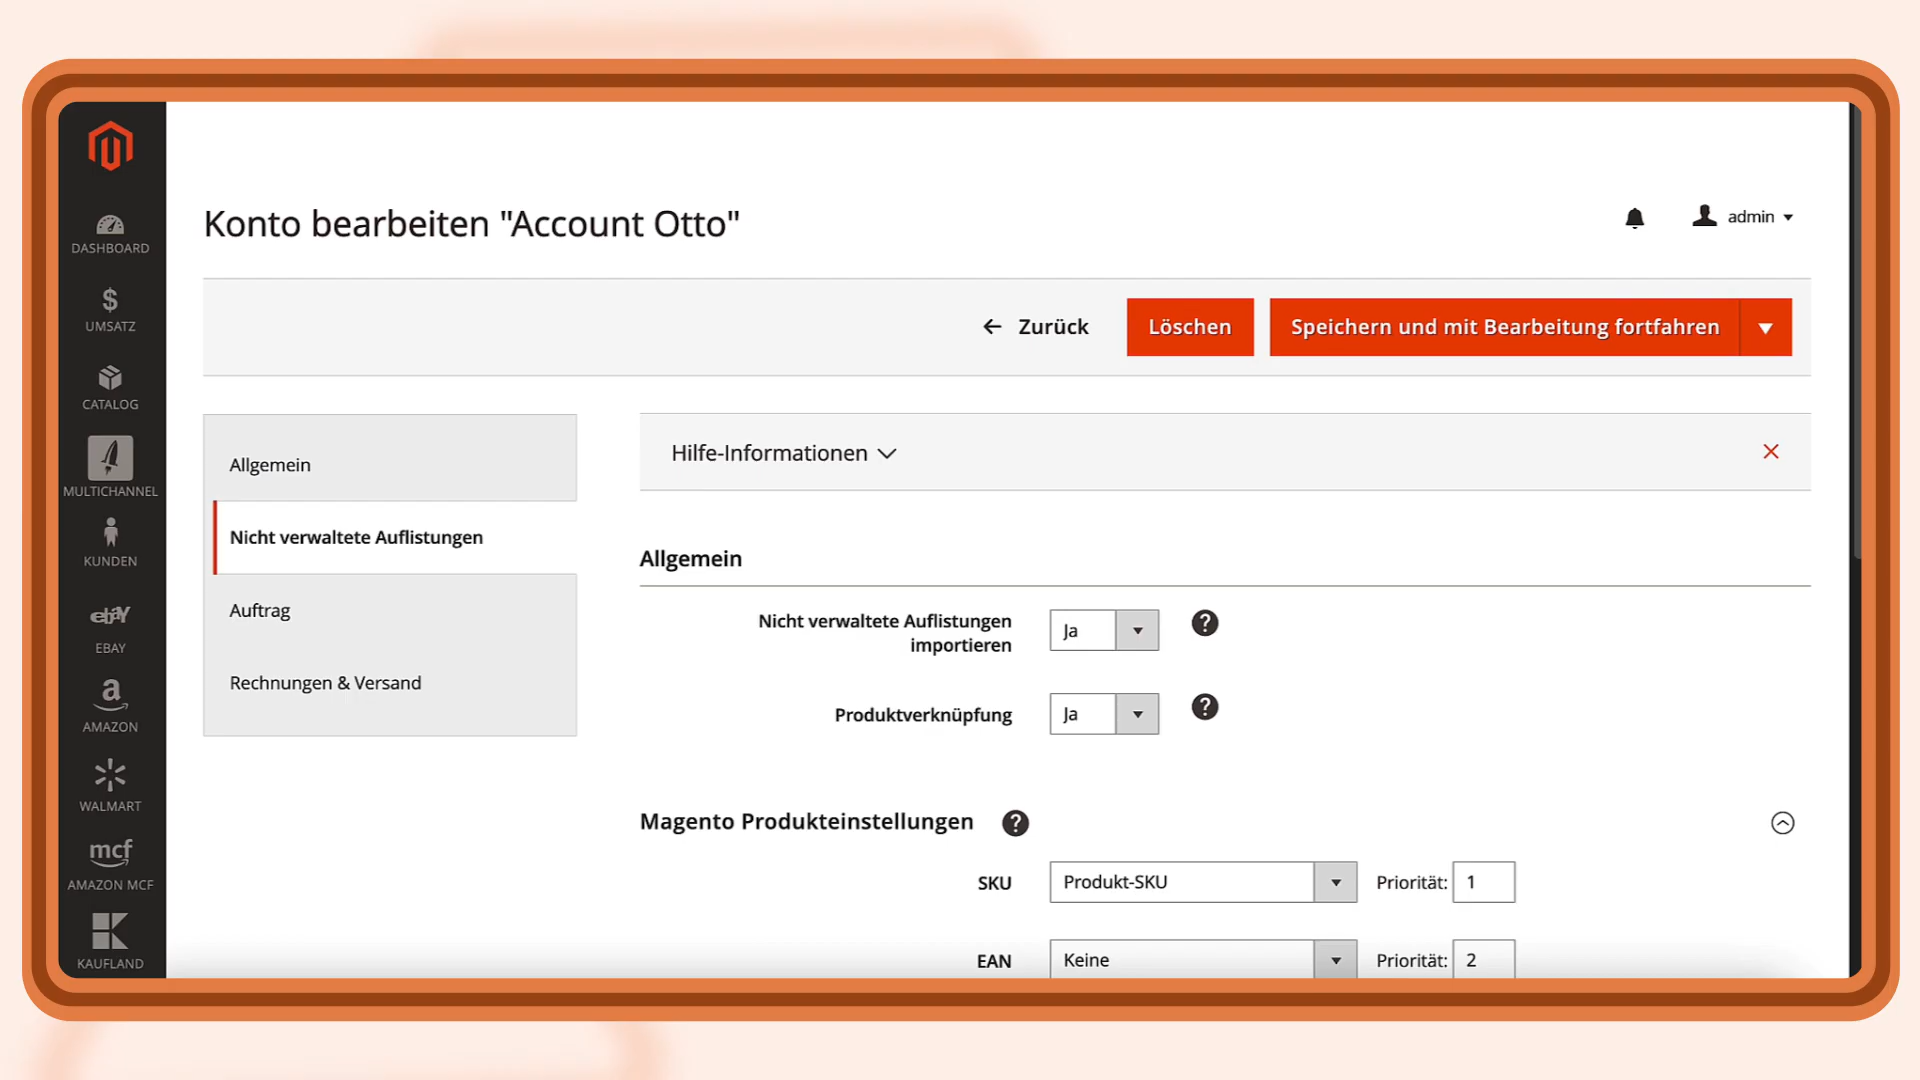 Konto bearbeiten "Account Otto"
admin
Zurück
Löschen
Speichern und mit Bearbeitung fortfahren
DASHBOARD
UMSATZ
CATALOG
MULTICHANNEL
KUNDEN
ebay
EBAY
a
AMAZON
WALMART
mcf
AMAZON MCF
KAUFLAND
Allgemein
Nicht verwaltete Auflistungen
Auftrag
Rechnungen & Versand
Hilfe-Informationen
Allgemein
Nicht verwaltete Auflistungen
importieren
Ja
?
Produktverknüpfung
Ja
?
Magento Produkteinstellungen ?
SKU
Produkt-SKU
Priorität: 1
EAN
Keine
Priorität: 2